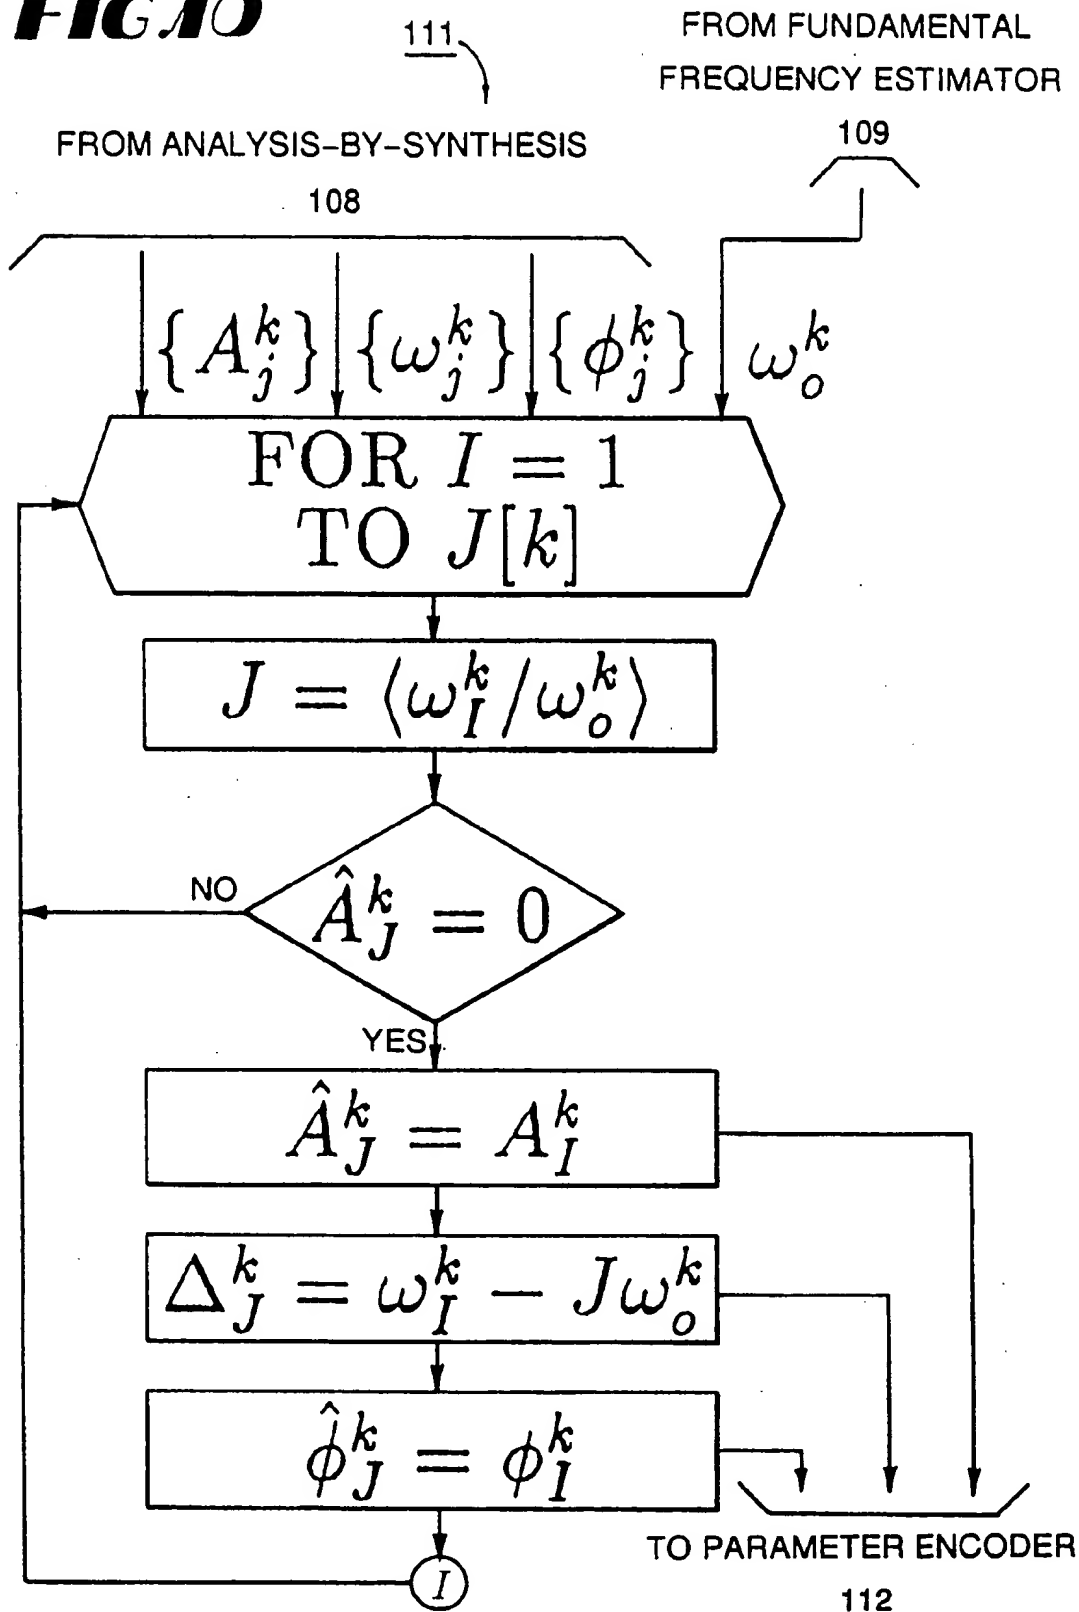 FIG. 10
111
FROM FUNDAMENTAL
FREQUENCY ESTIMATOR
109
FROM ANALYSIS–BY–SYNTHESIS
108
{A_j^k} {ω_j^k} {ϕ_j^k} ω_o^k
FOR I = 1
TO J[k]
J = ⟨ω_I^k/ω_o^k⟩
NO
Â_J^k = 0
YES
Â_J^k = A_I^k
Δ_J^k = ω_I^k − Jω_o^k
ϕ̂_J^k = ϕ_I^k
TO PARAMETER ENCODER
112
I